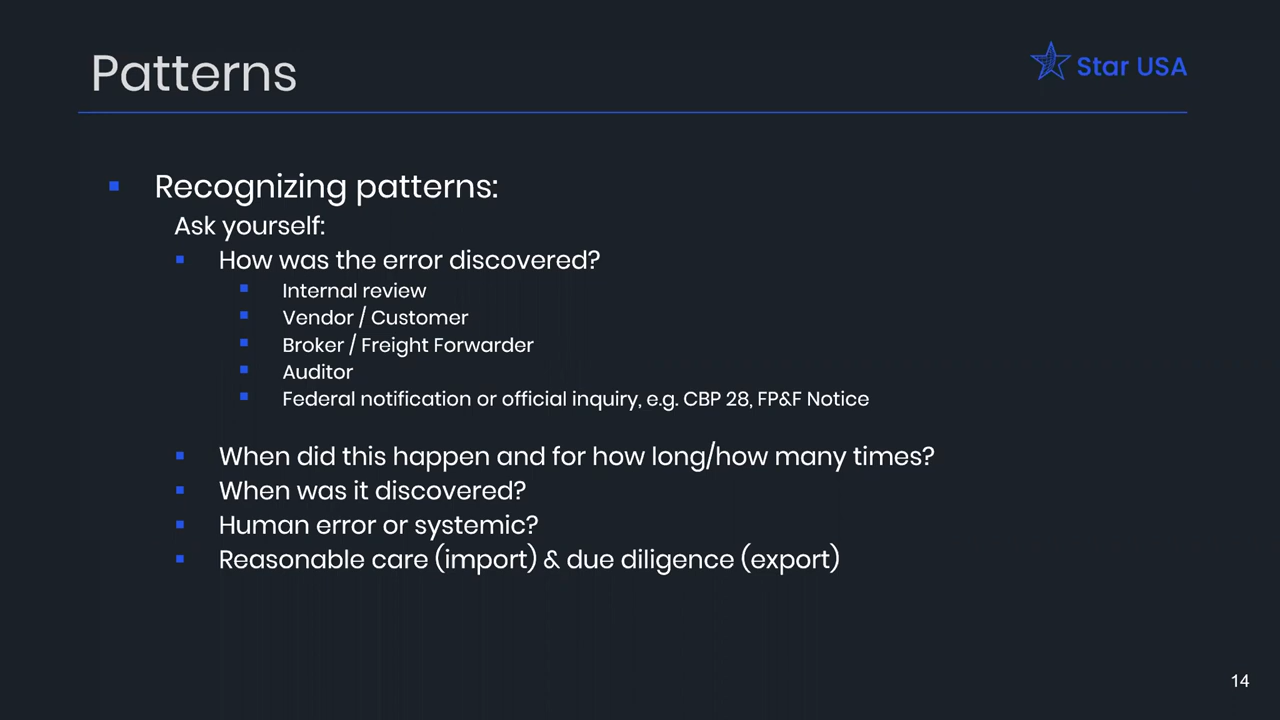 Patterns
Star USA
Recognizing patterns:
Ask yourself:
How was the error discovered?
Internal review
Vendor / Customer
Broker / Freight Forwarder
Auditor
Federal notification or official inquiry, e.g. CBP 28, FP&F Notice
When did this happen and for how long/how many times?
When was it discovered?
Human error or systemic?
Reasonable care (import) & due diligence (export)
14